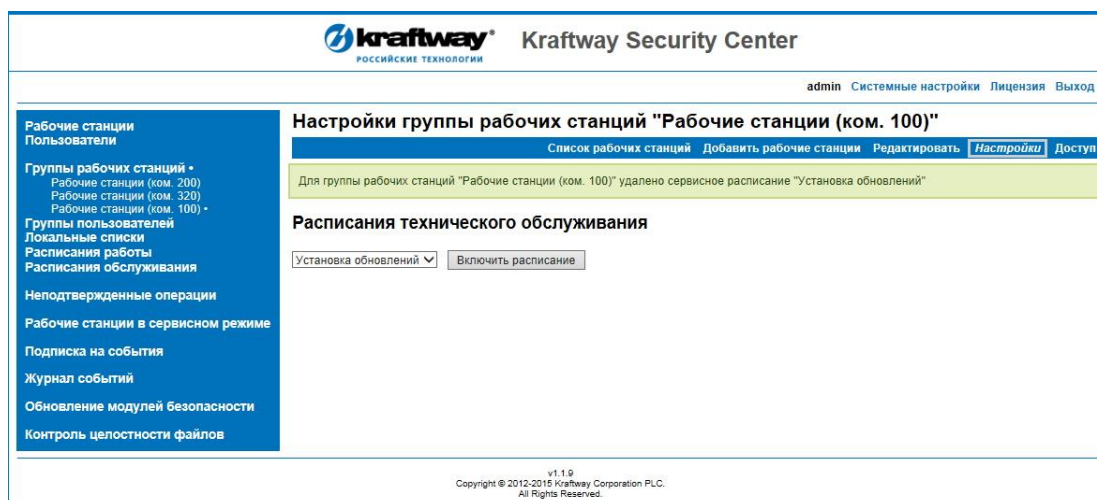 kraftway®
Kraftway Security Center
РОССИЙСКИЕ ТЕХНОЛОГИИ
admin Системные настройки Лицензия Выход
Рабочие станции
Пользователи
Группы рабочих станций •
Рабочие станции (ком. 200)
Рабочие станции (ком. 320)
Рабочие станции (ком. 100) •
Группы пользователей
Локальные списки
Расписания работы
Расписания обслуживания
Неподтвержденные операции
Рабочие станции в сервисном режиме
Подписка на события
Журнал событий
Обновление модулей безопасности
Контроль целостности файлов
Настройки группы рабочих станций "Рабочие станции (ком. 100)"
Список рабочих станций Добавить рабочие станции Редактировать Настройки Доступ
Для группы рабочих станций "Рабочие станции (ком. 100)" удалено сервисное расписание "Установка обновлений"
Расписания технического обслуживания
Установка обновлений Включить расписание
v1.1.9
Copyright © 2012-2015 Kraftway Corporation PLC.
All Rights Reserved.